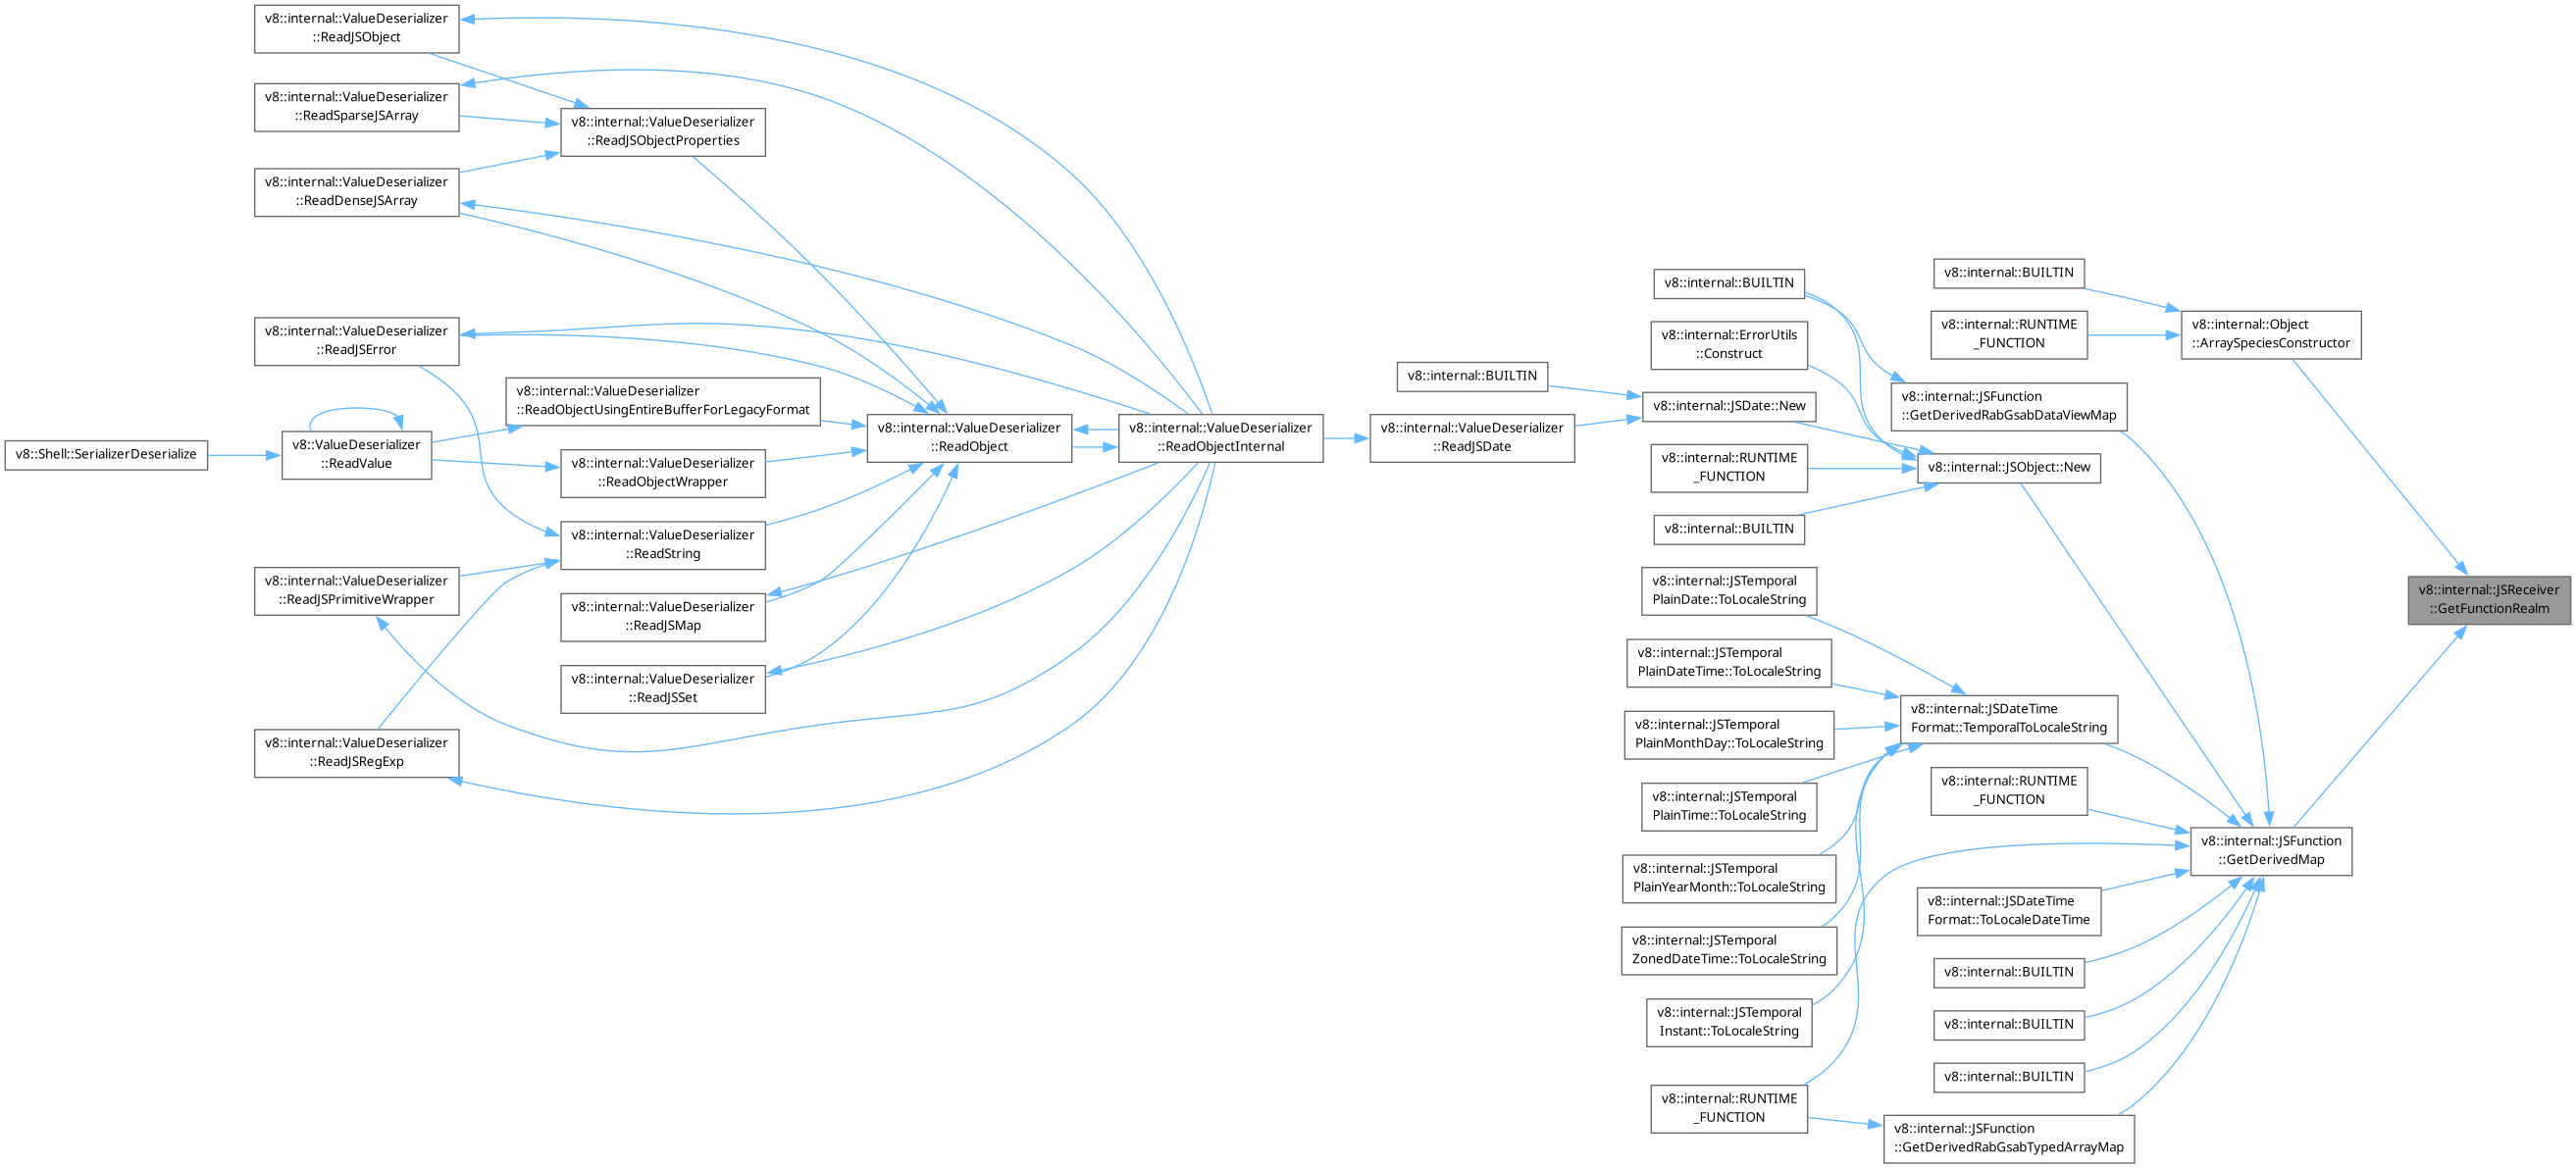 v8::internal::ValueDeserializer
::ReadJSObject
v8::internal::ValueDeserializer
::ReadSparseJSArray
v8::internal::ValueDeserializer
::ReadJSObjectProperties
v8::internal::ValueDeserializer
::ReadDenseJSArray
v8::internal::ValueDeserializer
::ReadJSError
v8::internal::ValueDeserializer
::ReadObjectUsingEntireBufferForLegacyFormat
v8::Shell::SerializerDeserialize
v8::ValueDeserializer
::ReadValue
v8::internal::ValueDeserializer
::ReadObjectWrapper
v8::internal::ValueDeserializer
::ReadString
v8::internal::ValueDeserializer
::ReadJSPrimitiveWrapper
v8::internal::ValueDeserializer
::ReadJSMap
v8::internal::ValueDeserializer
::ReadJSSet
v8::internal::ValueDeserializer
::ReadJSRegExp
v8::internal::ValueDeserializer
::ReadObject
v8::internal::ValueDeserializer
::ReadObjectInternal
v8::internal::BUILTIN
v8::internal::ValueDeserializer
::ReadJSDate
v8::internal::BUILTIN
v8::internal::ErrorUtils
::Construct
v8::internal::JSDate::New
v8::internal::RUNTIME
_FUNCTION
v8::internal::BUILTIN
v8::internal::JSTemporal
PlainDate::ToLocaleString
v8::internal::JSTemporal
PlainDateTime::ToLocaleString
v8::internal::JSTemporal
PlainMonthDay::ToLocaleString
v8::internal::JSTemporal
PlainTime::ToLocaleString
v8::internal::JSTemporal
PlainYearMonth::ToLocaleString
v8::internal::JSTemporal
ZonedDateTime::ToLocaleString
v8::internal::JSTemporal
Instant::ToLocaleString
v8::internal::RUNTIME
_FUNCTION
v8::internal::BUILTIN
v8::internal::RUNTIME
_FUNCTION
v8::internal::JSFunction
::GetDerivedRabGsabDataViewMap
v8::internal::JSObject::New
v8::internal::JSDateTime
Format::TemporalToLocaleString
v8::internal::RUNTIME
_FUNCTION
v8::internal::JSDateTime
Format::ToLocaleDateTime
v8::internal::BUILTIN
v8::internal::BUILTIN
v8::internal::BUILTIN
v8::internal::JSFunction
::GetDerivedRabGsabTypedArrayMap
v8::internal::Object
::ArraySpeciesConstructor
v8::internal::JSFunction
::GetDerivedMap
v8::internal::JSReceiver
::GetFunctionRealm